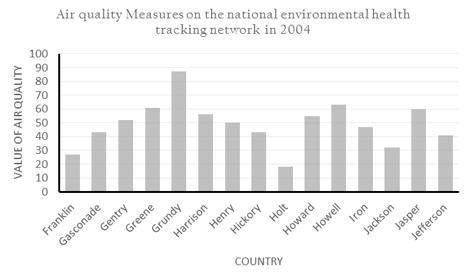 Air quality Measures on the national environmental health
tracking network in 2004
VALUE OF AIR QUALITY
100
90
80
70
60
50
40
30
20
10
0
Franklin
Gasconade
Gentry
Greene
Grundy
Harrison
Henry
Hickory
Holt
Howard
Howell
Iron
Jackson
Jasper
Jefferson
COUNTRY